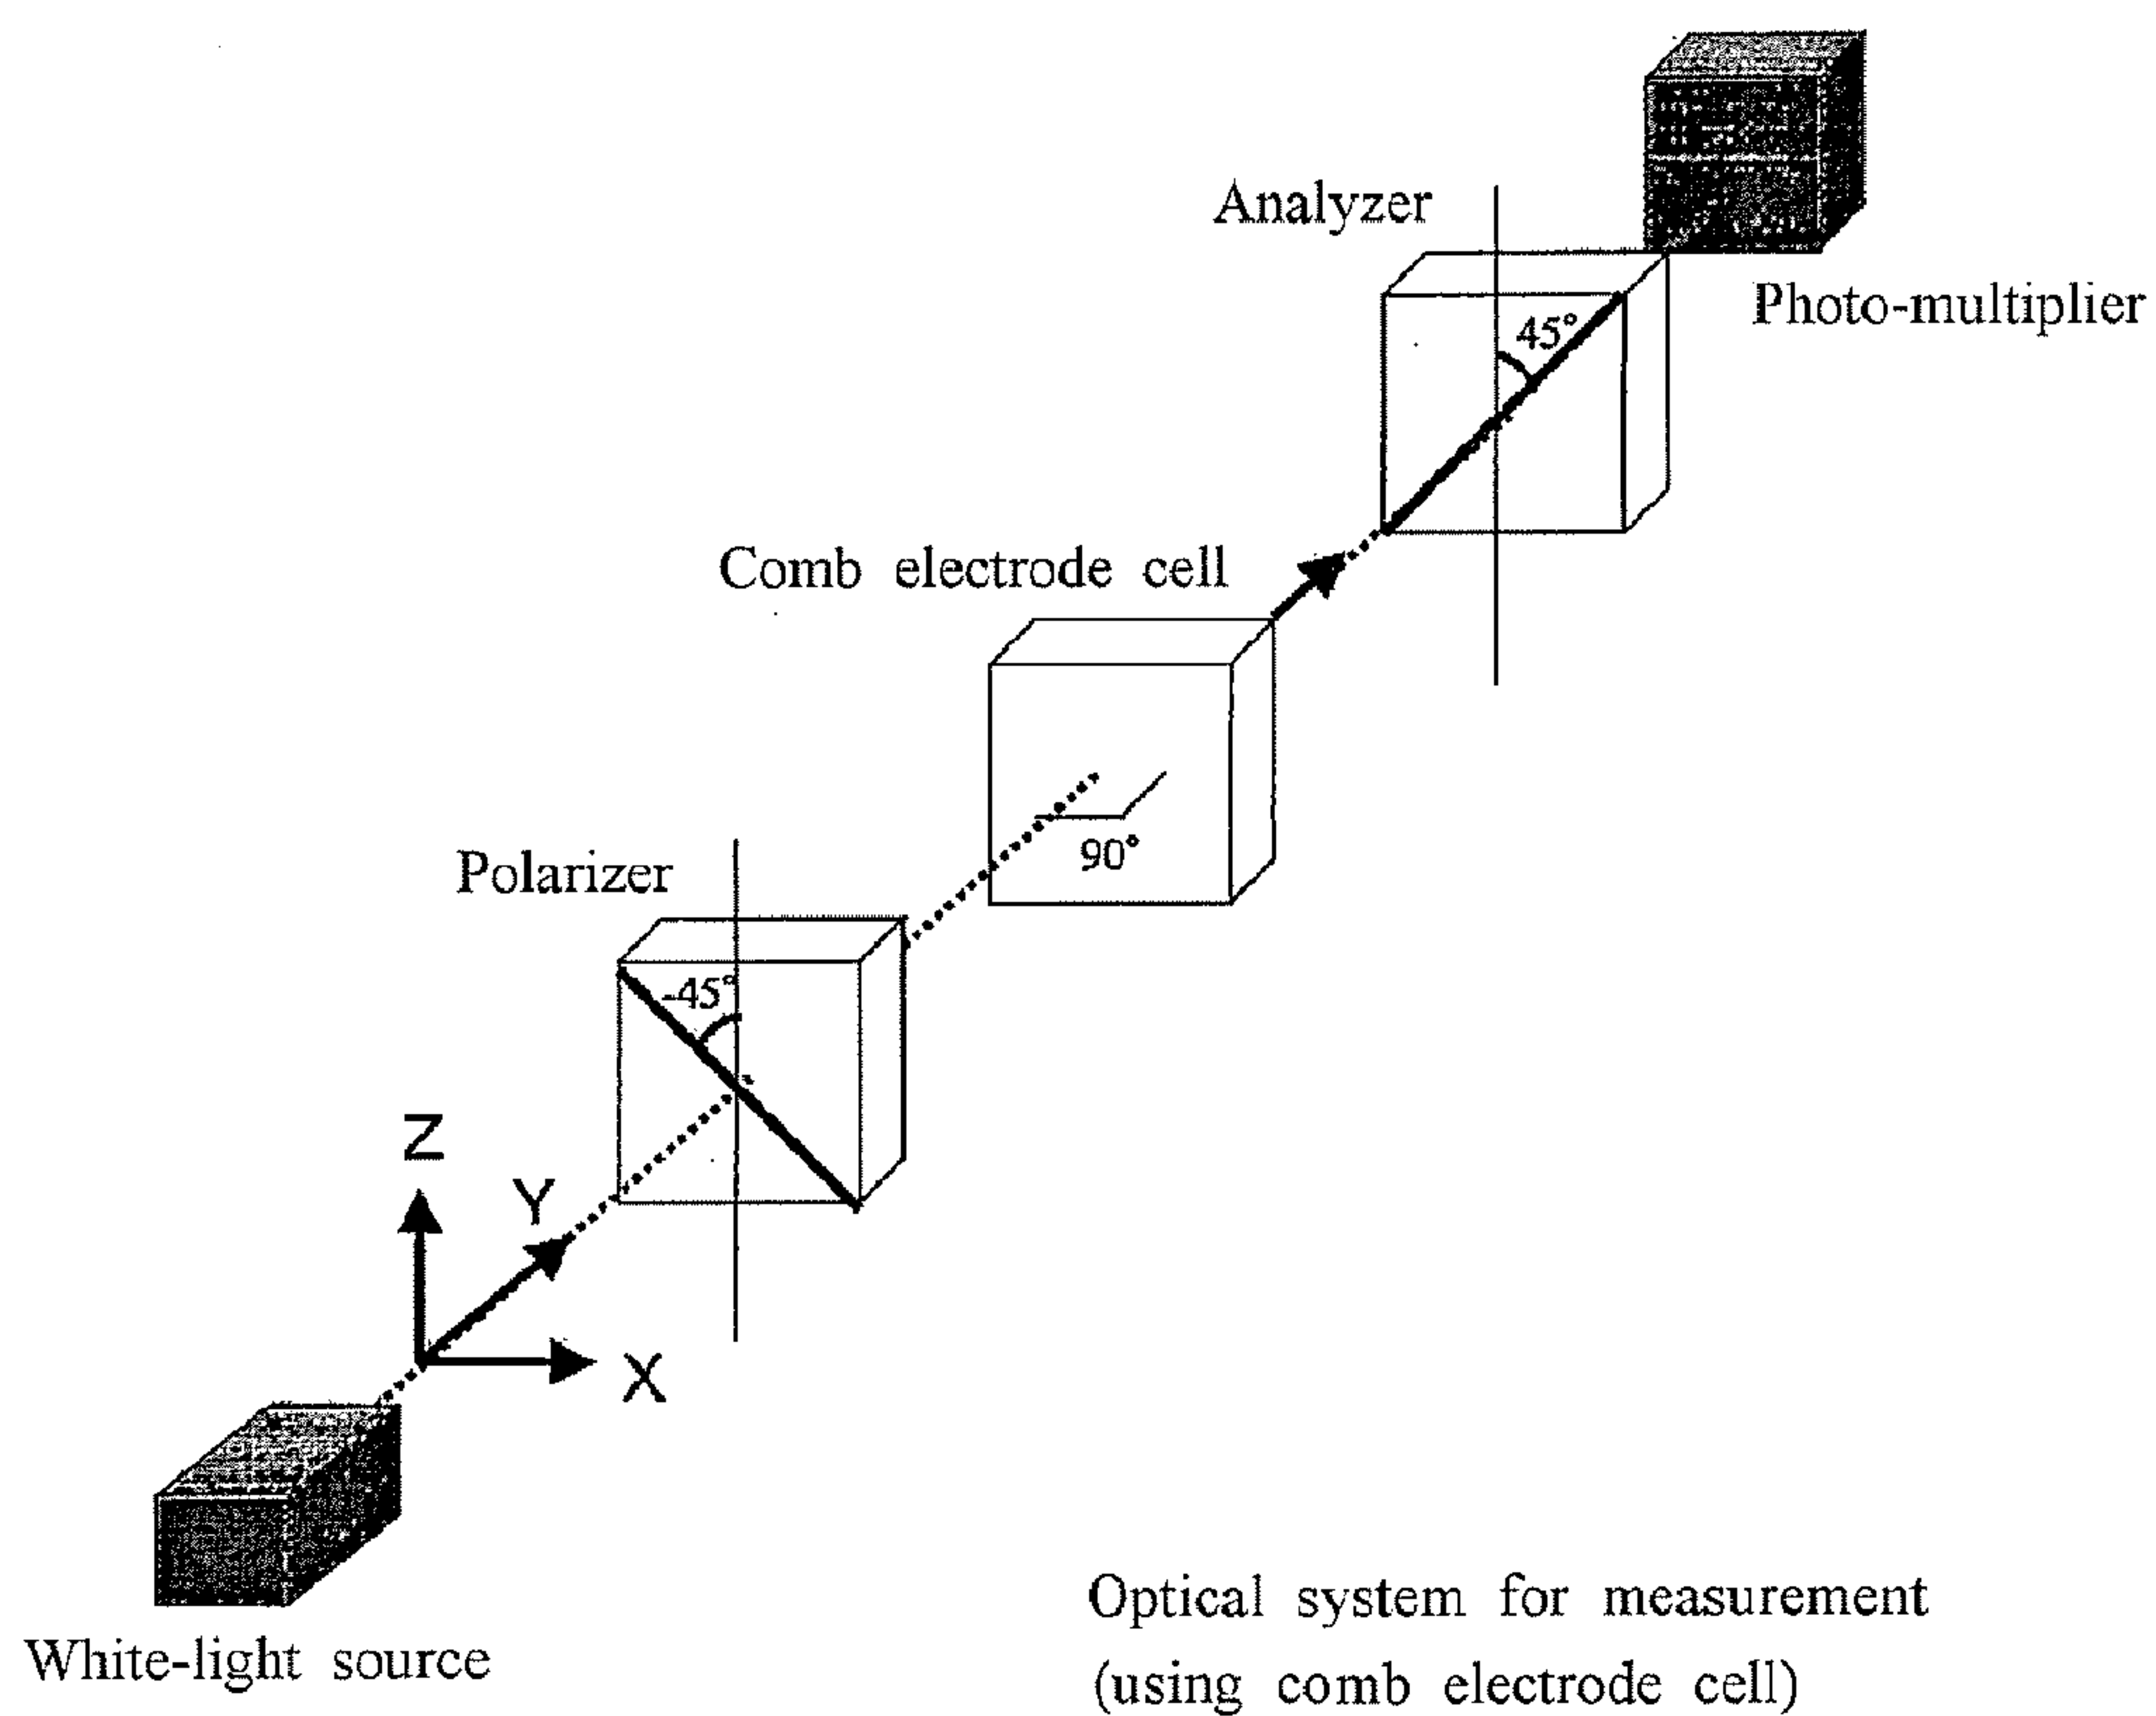 Analyzer
45°
Photo-multiplier
Comb electrode cell
90°
Polarizer
-45°
Z
Y
X
White-light source
Optical system for measurement
(using comb electrode cell)